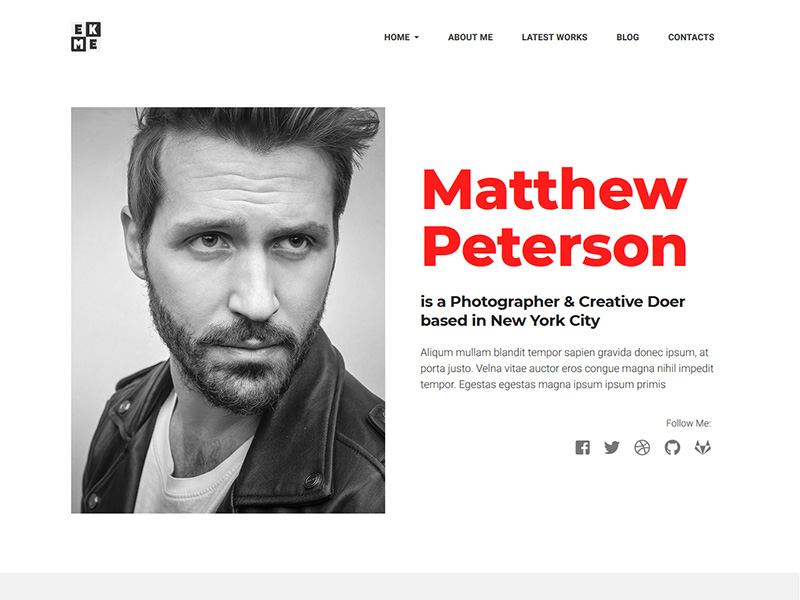 EK
ME
HOME ABOUT ME LATEST WORKS BLOG CONTACTS
Matthew
Peterson
is a Photographer & Creative Doer
based in New York City
Aliqum mullam blandit tempor sapien gravida donec ipsum, at
porta justo. Velna vitae auctor eros congue magna nihil impedit
tempor. Egestas egestas magna ipsum ipsum primis
Follow Me: